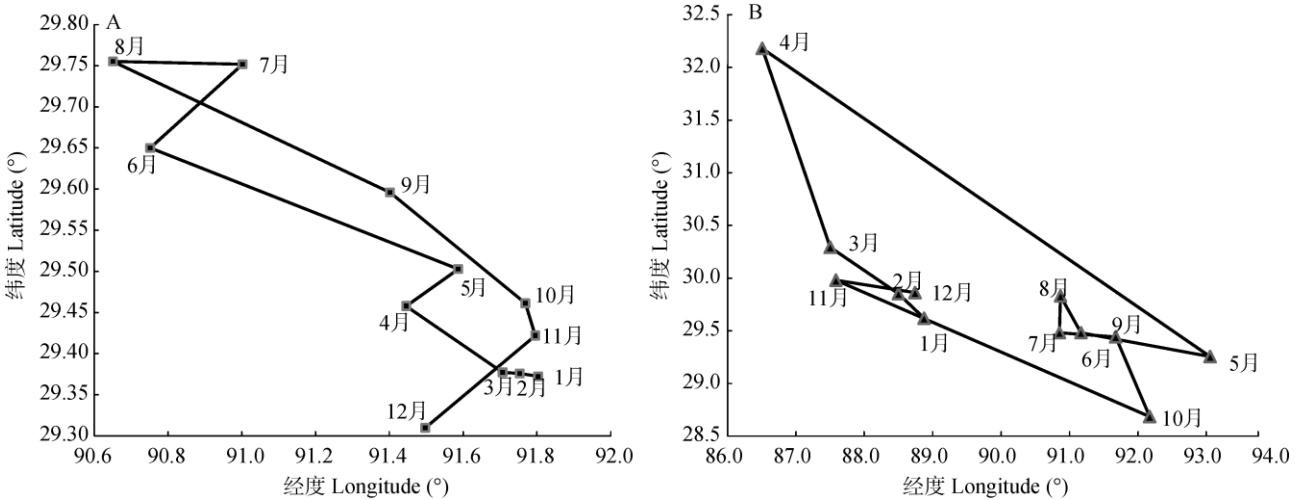 A
29.80
29.75
29.70
29.65
29.60
29.55
29.50
29.45
29.40
29.35
29.30
纬度 Latitude (°)
8月
7月
6月
9月
5月
10月
4月
11月
3月
2月
1月
12月
90.6
90.8
91.0
91.2
91.4
91.6
91.8
92.0
经度 Longitude (°)
B
32.5
32.0
31.5
31.0
30.5
30.0
29.5
29.0
28.5
纬度 Latitude (°)
4月
3月
2月
11月
12月
8月
1月
7月
6月
9月
5月
10月
86.0
87.0
88.0
89.0
90.0
91.0
92.0
93.0
94.0
经度 Longitude (°)